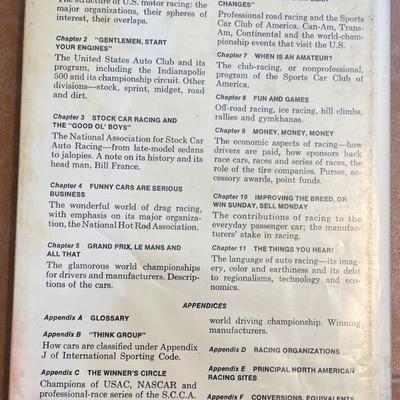 The structure of U.S. motor racing: the
major organizations, their spheres of
interest, their overlaps.
Chapter 2 "GENTLEMEN, START
YOUR ENGINES"
The United States Auto Club and its
program, including the Indianapolis
500 and its championship circuit. Other
divisions—stock, sprint, midget, road
and dirt.
Chapter 3 STOCK CAR RACING AND
THE "GOOD OL' BOYS"
The National Association for Stock Car
Auto Racing—from late-model sedans
to jalopies. A note on its history and its
head man, Bill France.
Chapter 4 FUNNY CARS ARE SERIOUS
BUSINESS
The wonderful world of drag racing,
with emphasis on its major organiza-
tion, the National Hot Rod Association.
Chapter 5 GRAND PRIX, LE MANS AND
ALL THAT
The glamorous world championships
for drivers and manufacturers. Descrip-
tions of the cars.
CHANGES"
Professional road racing and the Sports
Car Club of America. Can-Am, Trans-
Am, Continental and the world-cham-
pionship events that visit the U.S.
Chapter 7 WHEN IS AN AMATEUR?
The club-racing, or nonprofessional,
program of the Sports Car Club of
America.
Chapter 8 FUN AND GAMES
Off-road racing, ice racing, hill climbs,
rallies and gymkhanas.
Chapter 9 MONEY, MONEY, MONEY
The economic aspects of racing—how
drivers are paid, how sponsors back
race cars, races and series of races, the
role of the tire companies. Purses, ac-
cessory awards, point funds.
Chapter 10 IMPROVING THE BREED, OR
WIN SUNDAY, SELL MONDAY
The contributions of racing to the
everyday passenger car; the manufac-
turers' stake in racing.
Chapter 11 THE THINGS YOU HEAR!
The language of auto racing—its imag-
ery, color and earthiness and its debt
to regionalisms, technology and eco-
nomics.
APPENDICES
Appendix A GLOSSARY
Appendix B "THINK GROUP"
How cars are classified under Appendix
J of International Sporting Code.
Appendix C THE WINNER'S CIRCLE
Champions of USAC, NASCAR and
professional-race series of the S.C.C.A.
world driving championship. Winning
manufacturers.
Appendix D RACING ORGANIZATIONS
Appendix E PRINCIPAL NORTH AMERICAN
RACING SITES
Appendix F CONVERSIONS, EQUIVALENTS